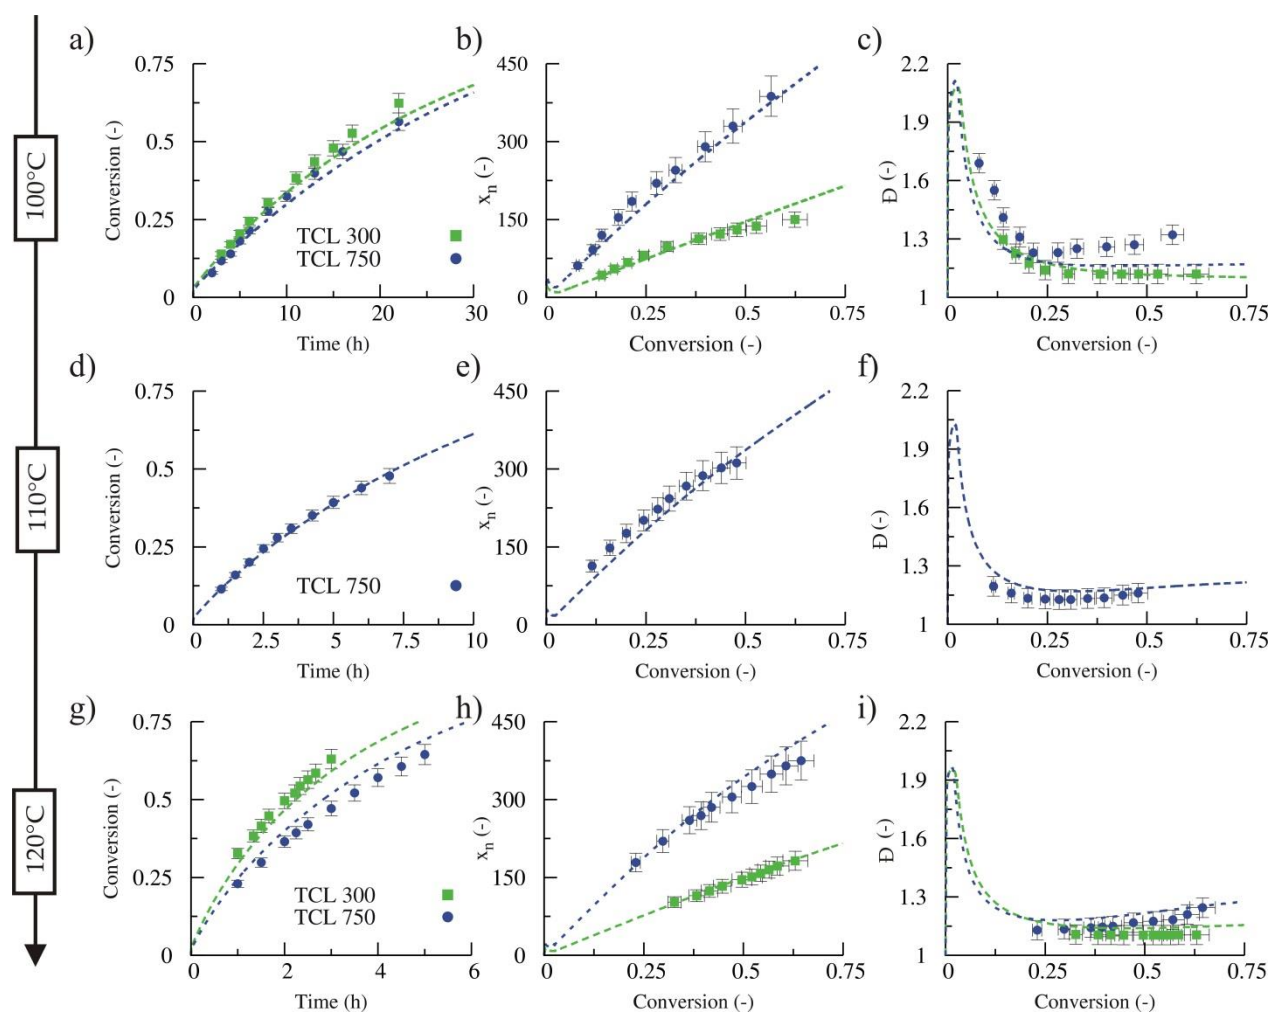 a)
b)
c)
100°C
Conversion (-)
0.75
0.5
0.25
0
TCL 300
TCL 750
0
10
20
30
Time (h)
xₙ (-)
450
300
150
0
0
0.25
0.5
0.75
Conversion (-)
Đ (-)
2.2
1.9
1.6
1.3
1
0
0.25
0.5
0.75
Conversion (-)
d)
e)
f)
110°C
Conversion (-)
0.75
0.5
0.25
0
TCL 750
0
2.5
5
7.5
10
Time (h)
xₙ (-)
450
300
150
0
0
0.25
0.5
0.75
Conversion (-)
Đ (-)
2.2
1.9
1.6
1.3
1
0
0.25
0.5
0.75
Conversion (-)
g)
h)
i)
120°C
Conversion (-)
0.75
0.5
0.25
0
TCL 300
TCL 750
0
2
4
6
Time (h)
xₙ (-)
450
300
150
0
0
0.25
0.5
0.75
Conversion (-)
Đ (-)
2.2
1.9
1.6
1.3
1
0
0.25
0.5
0.75
Conversion (-)